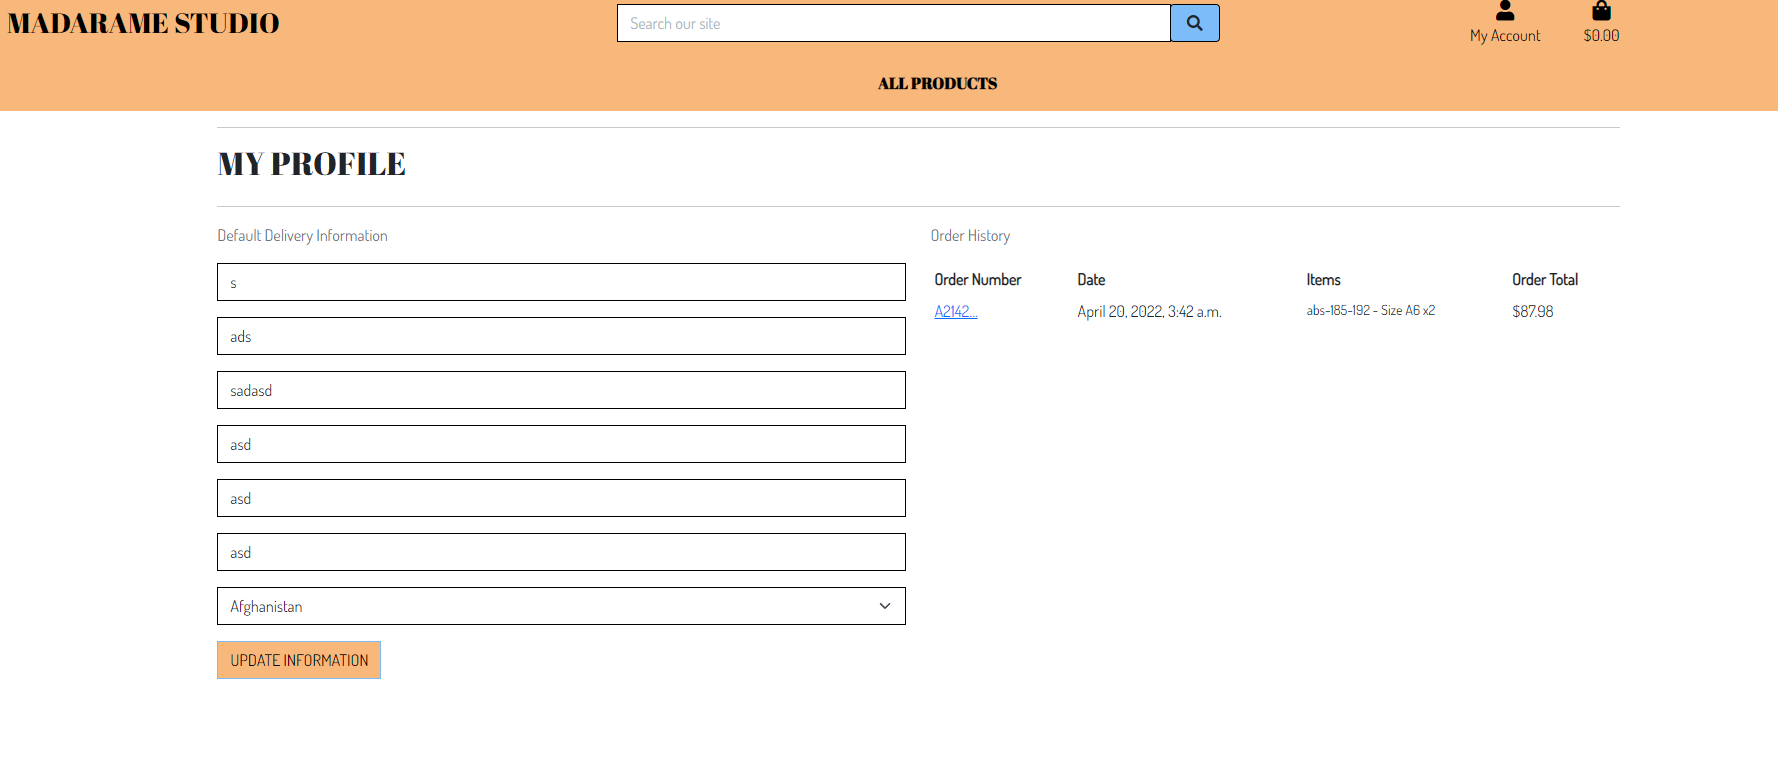 MADARAME STUDIO
Search our site
My Account
$0.00
ALL PRODUCTS
MY PROFILE
Default Delivery Information
s
ads
sadasd
asd
asd
asd
Afghanistan
UPDATE INFORMATION
Order History
Order Number Date Items Order Total
A2142... April 20, 2022, 3:42 a.m. abs-185-192 - Size A6 x2 $87.98